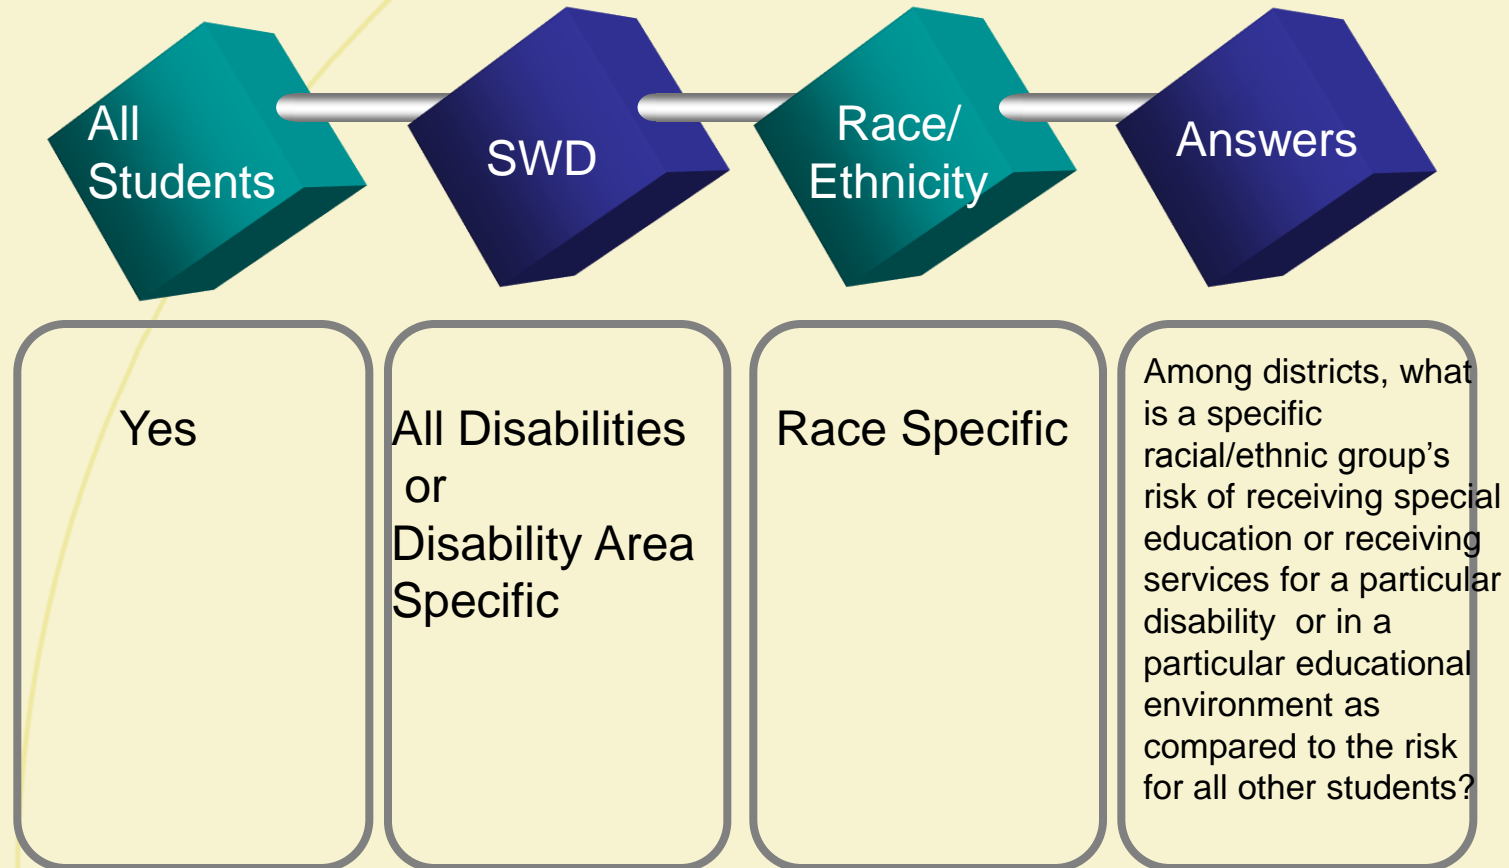 All
Students
SWD
Race/
Ethnicity
Answers
Yes
All Disabilities
or
Disability Area
Specific
Race Specific
Among districts, what
is a specific
racial/ethnic group’s
risk of receiving special
education or receiving
services for a particular
disability or in a
particular educational
environment as
compared to the risk
for all other students?